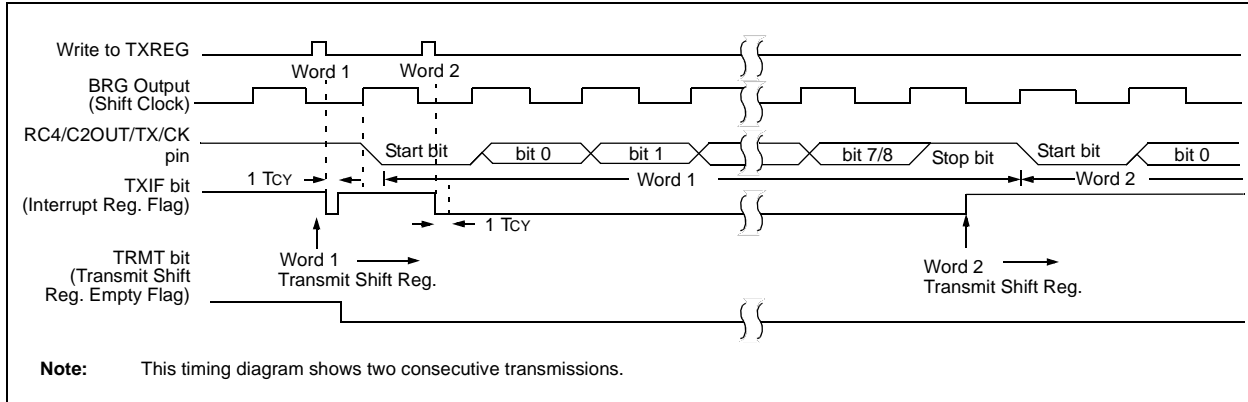 Write to TXREG
Word 1
Word 2
BRG Output
(Shift Clock)
RC4/C2OUT/TX/CK
pin
Start bit
bit 0
bit 1
bit 7/8
Stop bit
Start bit
bit 0
1 TCY
Word 1
Word 2
TXIF bit
(Interrupt Reg. Flag)
1 TCY
Word 1
Transmit Shift Reg.
Word 2
Transmit Shift Reg.
TRMT bit
(Transmit Shift
Reg. Empty Flag)
Note: This timing diagram shows two consecutive transmissions.